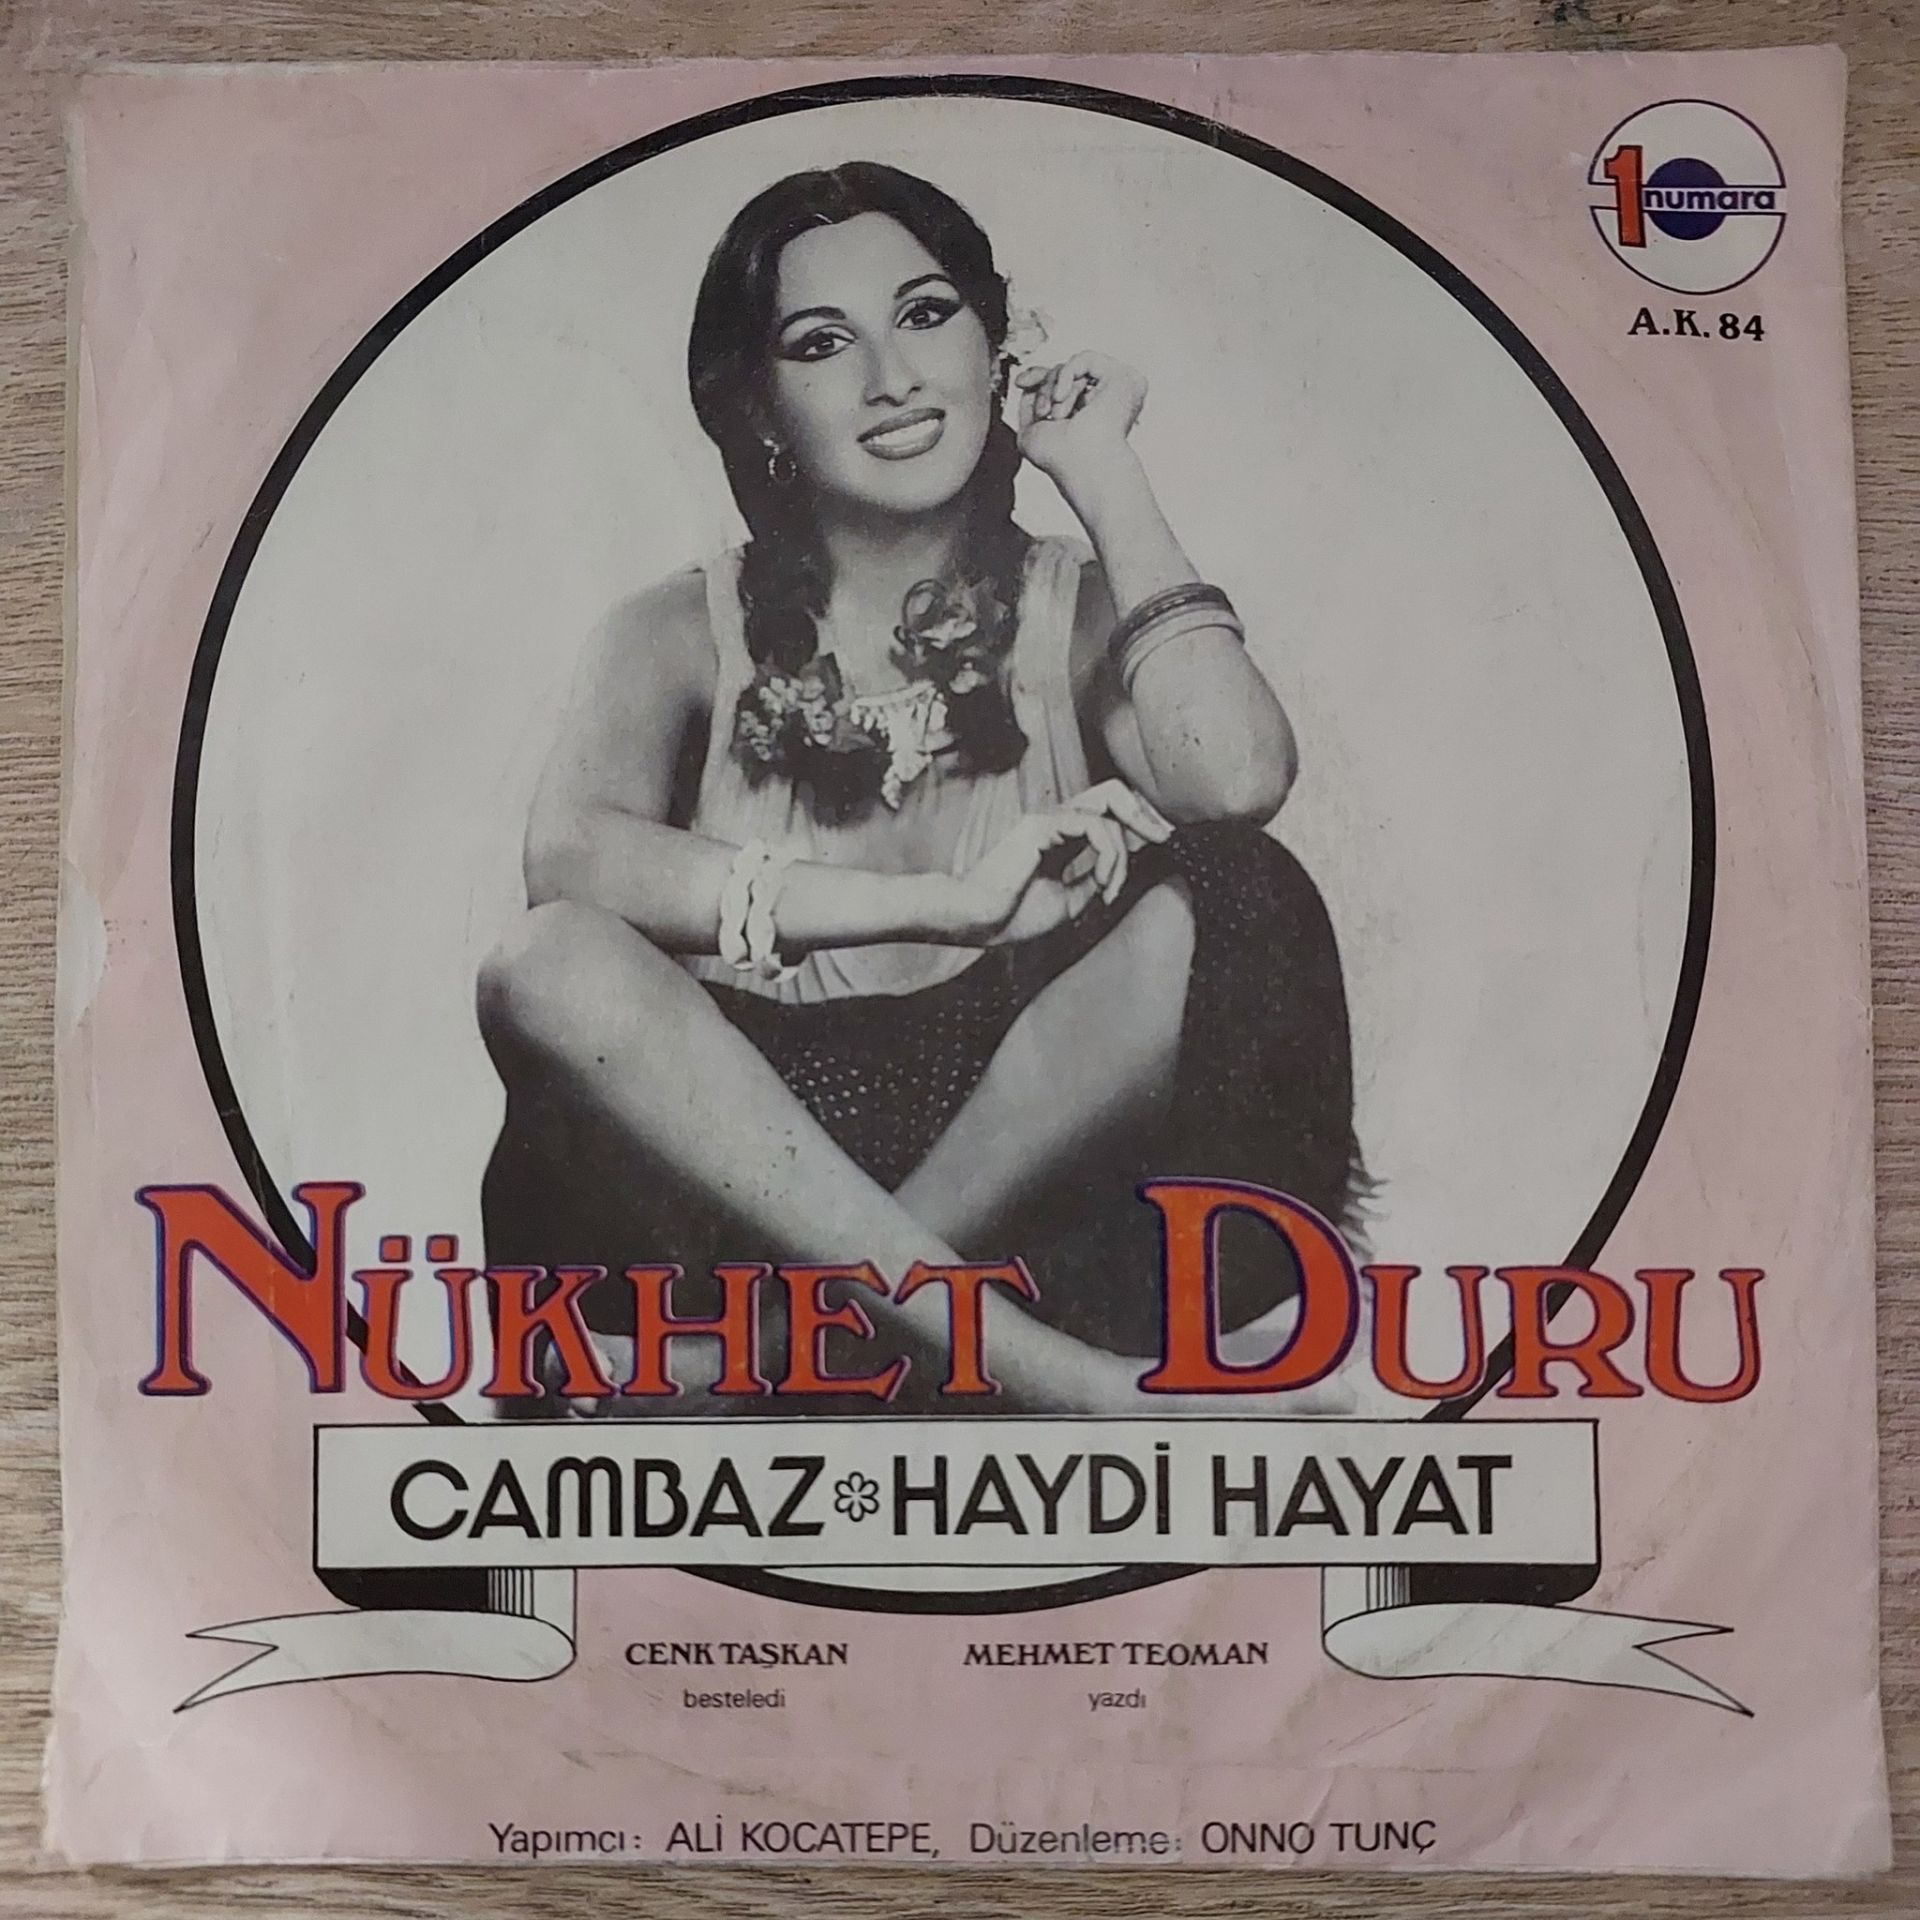 1 numara
A.K. 84
NÜKHET DURU
CAMBAZ HAYDİ HAYAT
CENK TAŞKAN MEHMET TEOMAN
besteledi yazdı
Yapımcı: ALİ KOCATEPE, Düzenleme: ONNO TUNÇ